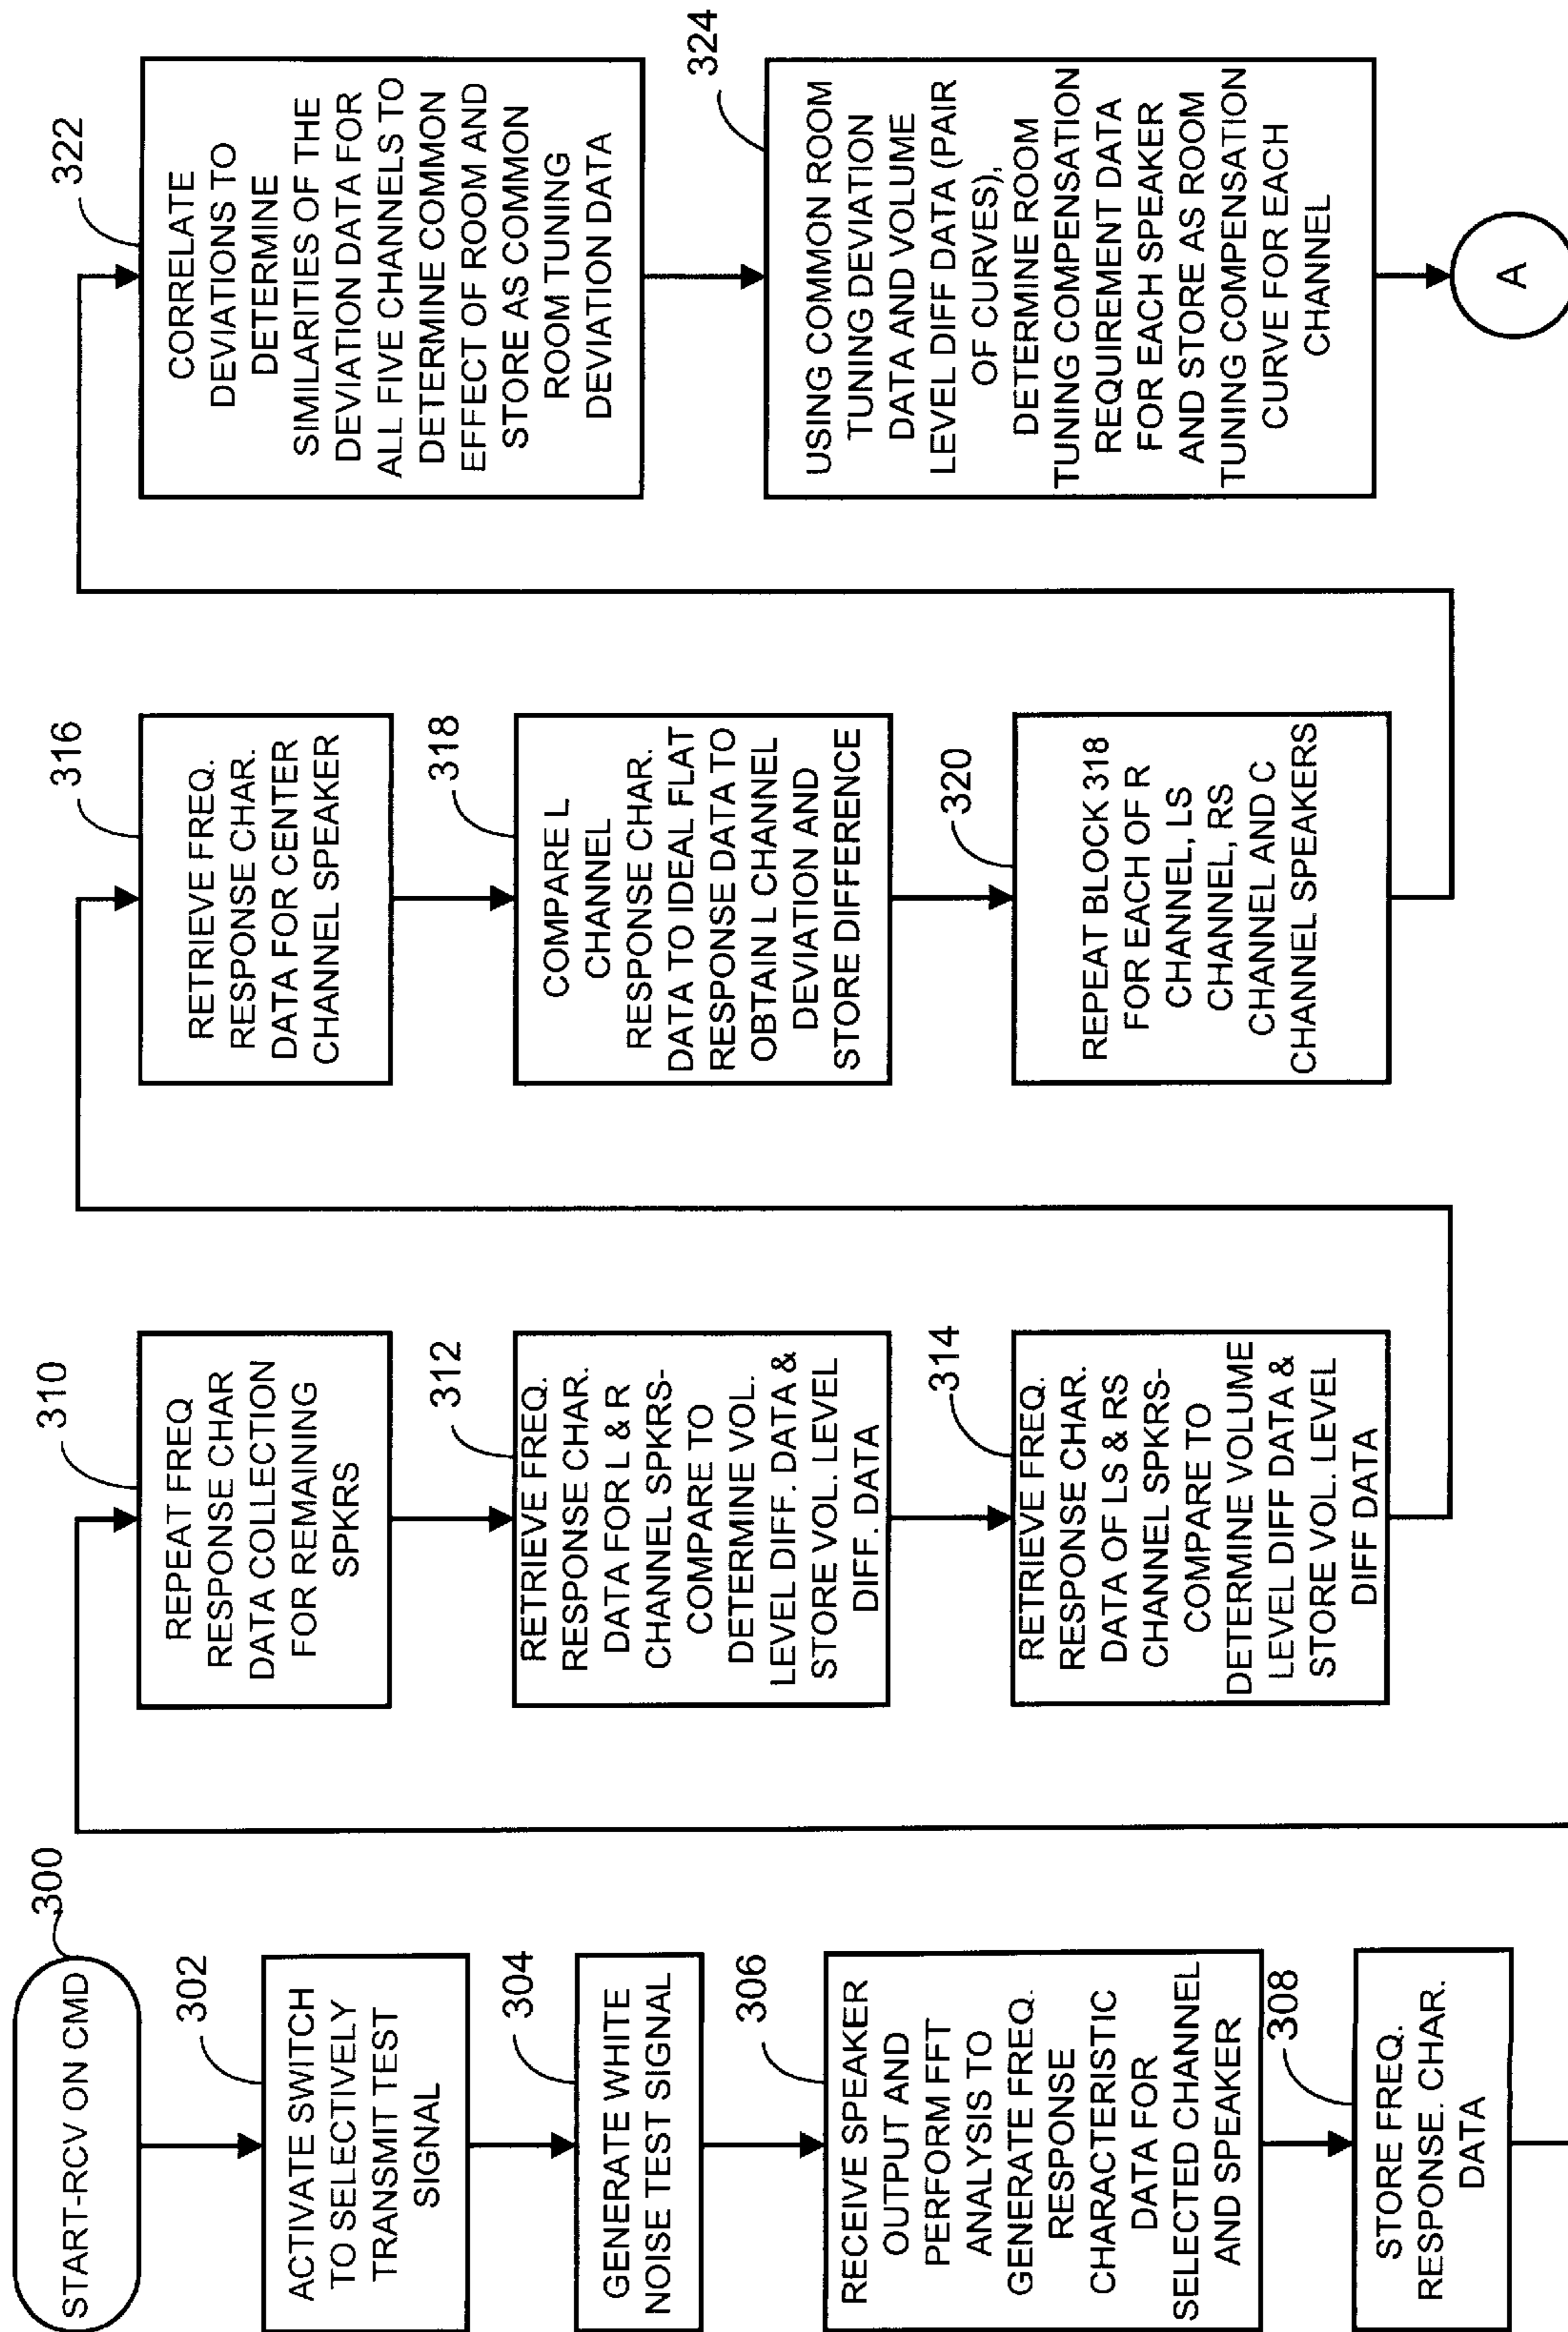 300
START-RCV ON CMD
302
ACTIVATE SWITCH
TO SELECTIVELY
TRANSMIT TEST
SIGNAL
304
GENERATE WHITE
NOISE TEST SIGNAL
306
RECEIVE SPEAKER
OUTPUT AND
PERFORM FFT
ANALYSIS TO
GENERATE FREQ.
RESPONSE
CHARACTERISTIC
DATA FOR
SELECTED CHANNEL
AND SPEAKER
308
STORE FREQ.
RESPONSE. CHAR.
DATA
310
REPEAT FREQ
RESPONSE CHAR
DATA COLLECTION
FOR REMAINING
SPKRS
312
RETRIEVE FREQ.
RESPONSE CHAR.
DATA FOR L & R
CHANNEL SPKRS-
COMPARE TO
DETERMINE VOL.
LEVEL DIFF. DATA &
STORE VOL. LEVEL
DIFF. DATA
314
RETRIEVE FREQ.
RESPONSE CHAR.
DATA OF LS & RS
CHANNEL SPKRS-
COMPARE TO
DETERMINE VOLUME
LEVEL DIFF DATA &
STORE VOL. LEVEL
DIFF DATA
316
RETRIEVE FREQ.
RESPONSE CHAR.
DATA FOR CENTER
CHANNEL SPEAKER
318
COMPARE L
CHANNEL
RESPONSE CHAR.
DATA TO IDEAL FLAT
RESPONSE DATA TO
OBTAIN L CHANNEL
DEVIATION AND
STORE DIFFERENCE
320
REPEAT BLOCK 318
FOR EACH OF R
CHANNEL, LS
CHANNEL, RS
CHANNEL AND C
CHANNEL SPEAKERS
322
CORRELATE
DEVIATIONS TO
DETERMINE
SIMILARITIES OF THE
DEVIATION DATA FOR
ALL FIVE CHANNELS TO
DETERMINE COMMON
EFFECT OF ROOM AND
STORE AS COMMON
ROOM TUNING
DEVIATION DATA
324
USING COMMON ROOM
TUNING DEVIATION
DATA AND VOLUME
LEVEL DIFF DATA (PAIR
OF CURVES),
DETERMINE ROOM
TUNING COMPENSATION
REQUIREMENT DATA
FOR EACH SPEAKER
AND STORE AS ROOM
TUNING COMPENSATION
CURVE FOR EACH
CHANNEL
A